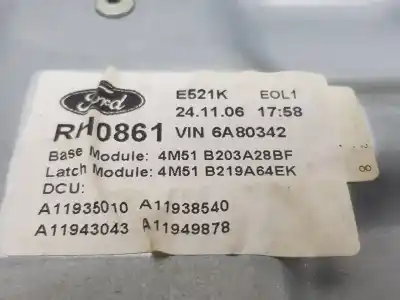 Ford
E521K EOL1
24.11.06 17:58
RH0861 VIN 6A80342
Base Module: 4M51 B203A28BF
Latch Module: 4M51 B219A64EK
DCU:
A11935010 A11938540
A11943043 A11949878